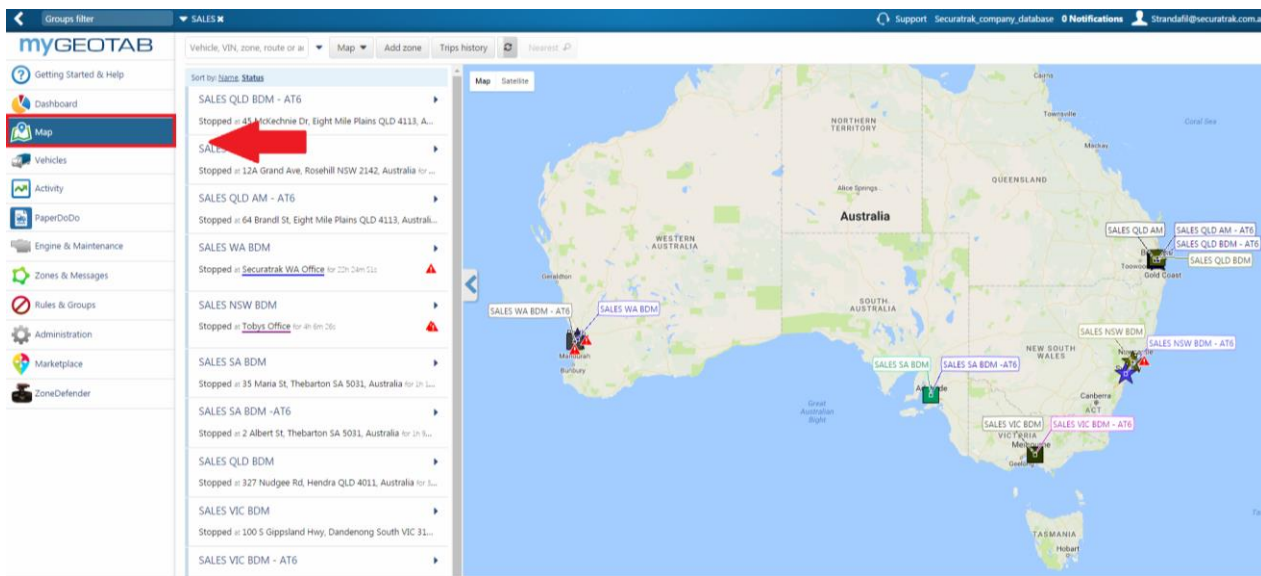 Groups filter
SALES
Support Securatrak_company_database 0 Notifications Strandafil@securatrak.com.a
myGEOTAB
Vehicle, VIN, zone, route or ad
Map Add zone Trips history Nearest
Getting Started & Help
Dashboard
Map
Vehicles
Activity
PaperDoDo
Engine & Maintenance
Zones & Messages
Rules & Groups
Administration
Marketplace
ZoneDefender
Sort by: Name, Status
SALES QLD BDM - AT6
Stopped at 45 McKechnie Dr, Eight Mile Plains QLD 4113, A...
SALES
Stopped at 12A Grand Ave, Rosehill NSW 2142, Australia for ...
SALES QLD AM - AT6
Stopped at 64 Brandl St, Eight Mile Plains QLD 4113, Australi...
SALES WA BDM
Stopped at Securatrak WA Office for 22h 24m 51s
SALES NSW BDM
Stopped at Tobys Office for 4h 6m 28s
SALES SA BDM
Stopped at 35 Maria St, Thebarton SA 5031, Australia for 1h 1...
SALES SA BDM -AT6
Stopped at 2 Albert St, Thebarton SA 5031, Australia for 1h 9...
SALES QLD BDM
Stopped at 327 Nudgee Rd, Hendra QLD 4011, Australia for
SALES VIC BDM
Stopped at 100 S Gippsland Hwy, Dandenong South VIC 31...
SALES VIC BDM - AT6
Map Satellite
Cairns
Townsville
Coral Sea
NORTHERN
TERRITORY
Mackay
QUEENSLAND
Alice Springs
Australia
WESTERN
AUSTRALIA
SALES QLD AM
SALES QLD AM - AT6
SALES QLD BDM - AT6
SALES QLD BDM
Gold Coast
Geraldton
SOUTH
AUSTRALIA
SALES WA BDM - AT6
SALES WA BDM
Mandurah
Bunbury
SALES NSW BDM
SALES NSW BDM - AT6
NEW SOUTH
WALES
SALES SA BDM
SALES SA BDM -AT6
Canberra
ACT
Great
Australian
Bight
SALES VIC BDM
SALES VIC BDM - AT6
VICTORIA
Melbourne
Geelong
TASMANIA
Hobart